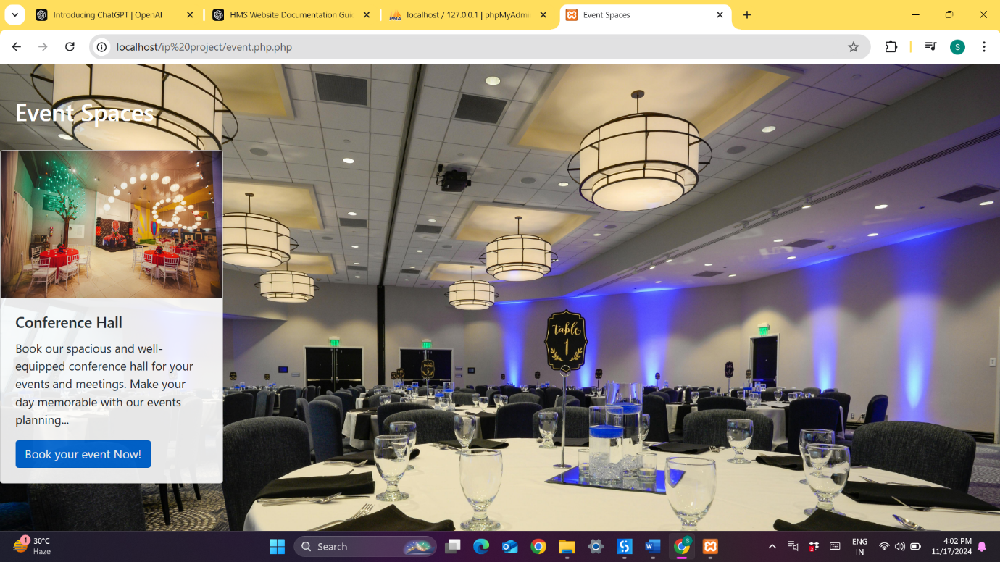 Introducing ChatGPT | OpenAI
HMS Website Documentation Gui
localhost / 127.0.0.1 | phpMyAdmi
Event Spaces
PMA
localhost/ip%20project/event.php.php
S
Event Spaces
Table
1
Conference Hall
Book our spacious and well-
equipped conference hall for your
events and meetings. Make your
day memorable with our events
planning...
Book your event Now!
1
30°C
Haze
Search
S
2
ENG
IN
4:02 PM
11/17/2024